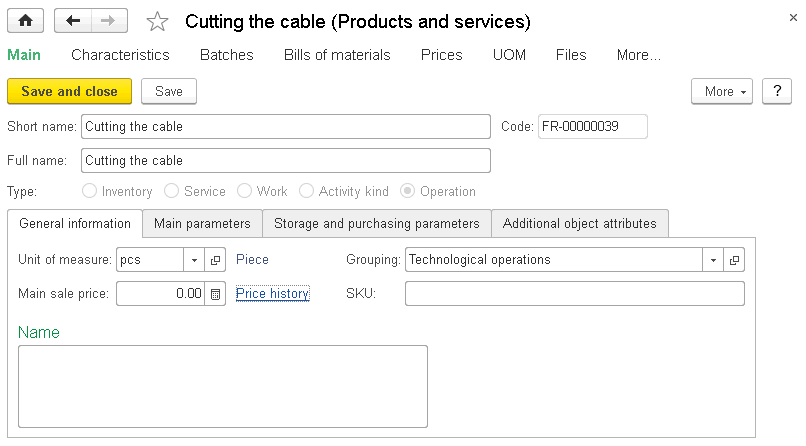 Cutting the cable (Products and services)
Main Characteristics Batches Bills of materials Prices UOM Files More...
Save and close Save More ?
Short name: Cutting the cable Code: FR-00000039
Full name: Cutting the cable
Type: Inventory Service Work Activity kind Operation
General information Main parameters Storage and purchasing parameters Additional object attributes
Unit of measure: pcs Piece Grouping: Technological operations
Main sale price: 0.00 Price history SKU:
Name